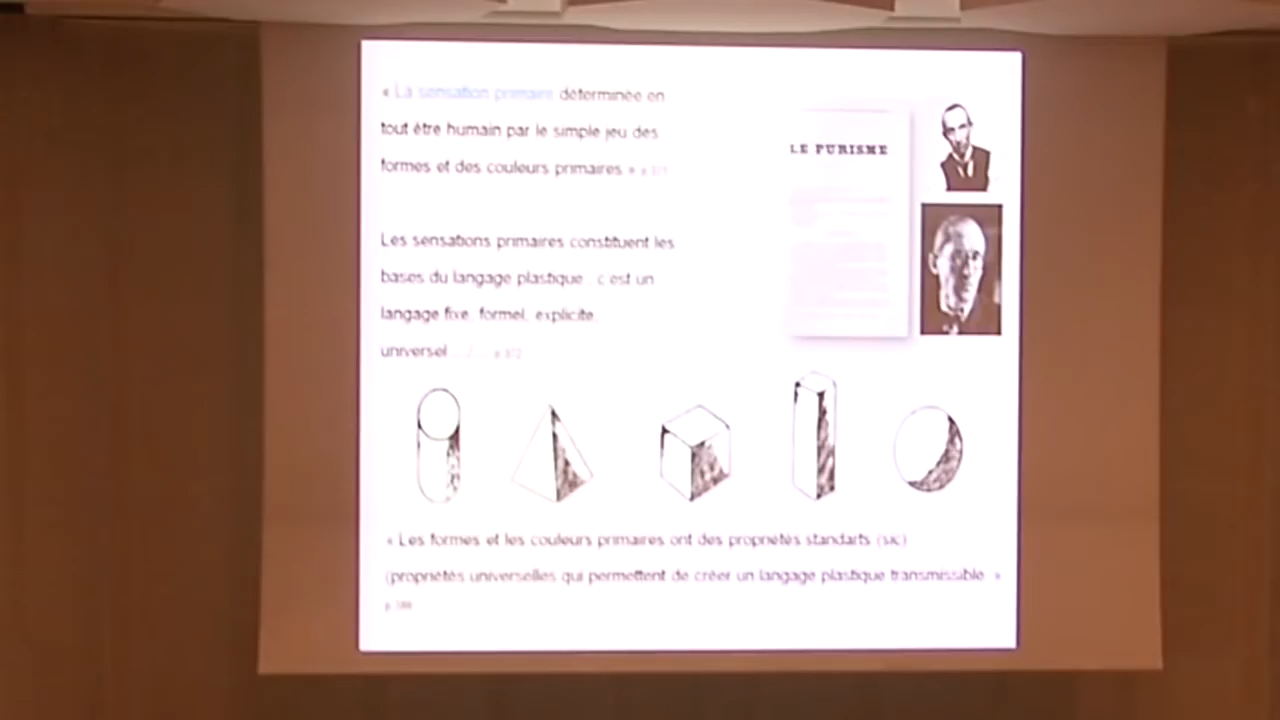 « La sensation primaire déterminée en
tout être humain par le simple jeu des
formes et des couleurs primaires. »
Les sensations primaires constituent les
bases du langage plastique : c'est un
langage fixe, formel, explicite,
universel
LE PURISME
« Les formes et les couleurs primaires ont des propriétés standarts (sic)
(propriétés universelles qui permettent de créer un langage plastique transmissible. »